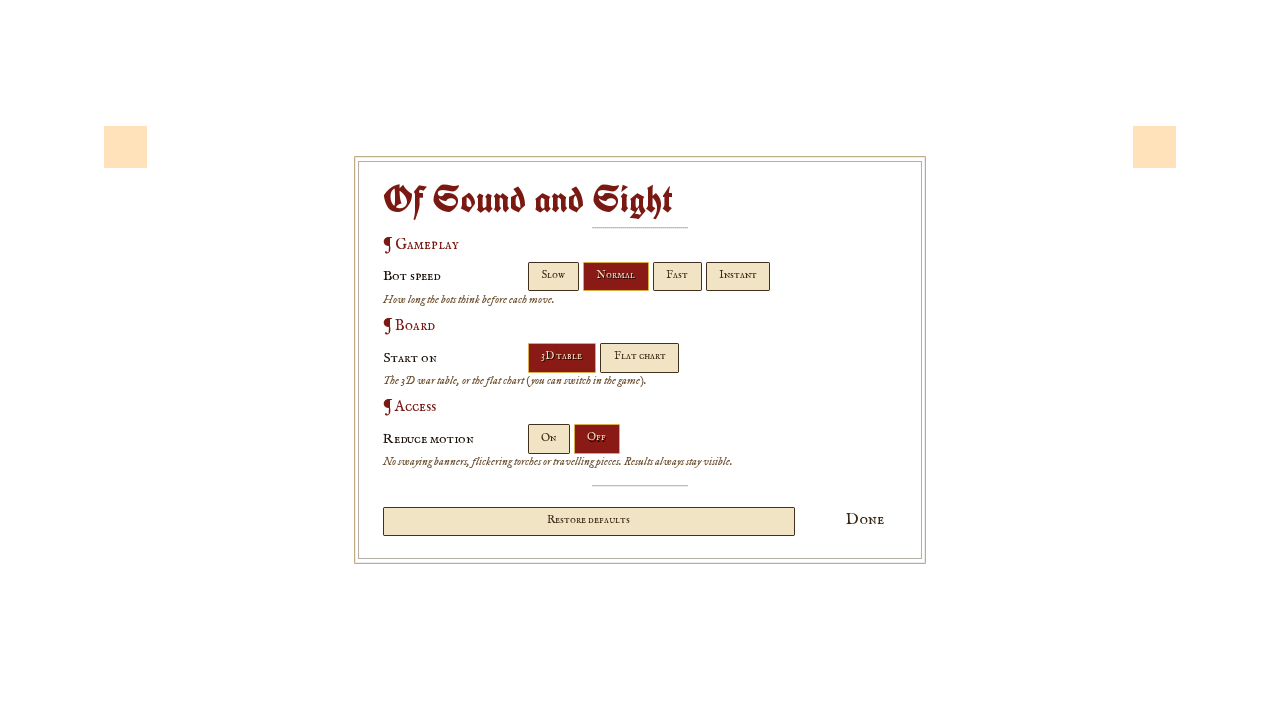 Of Sound and Sight
¶ Gameplay
Bot speed Slow Normal Fast Instant
How long the bots think before each move.
¶ Board
Start on 3D table Flat chart
The 3D war table, or the flat chart (you can switch in the game).
¶ Access
Reduce motion On Off
No swaying banners, flickering torches or travelling pieces. Results always stay visible.
Restore defaults Done